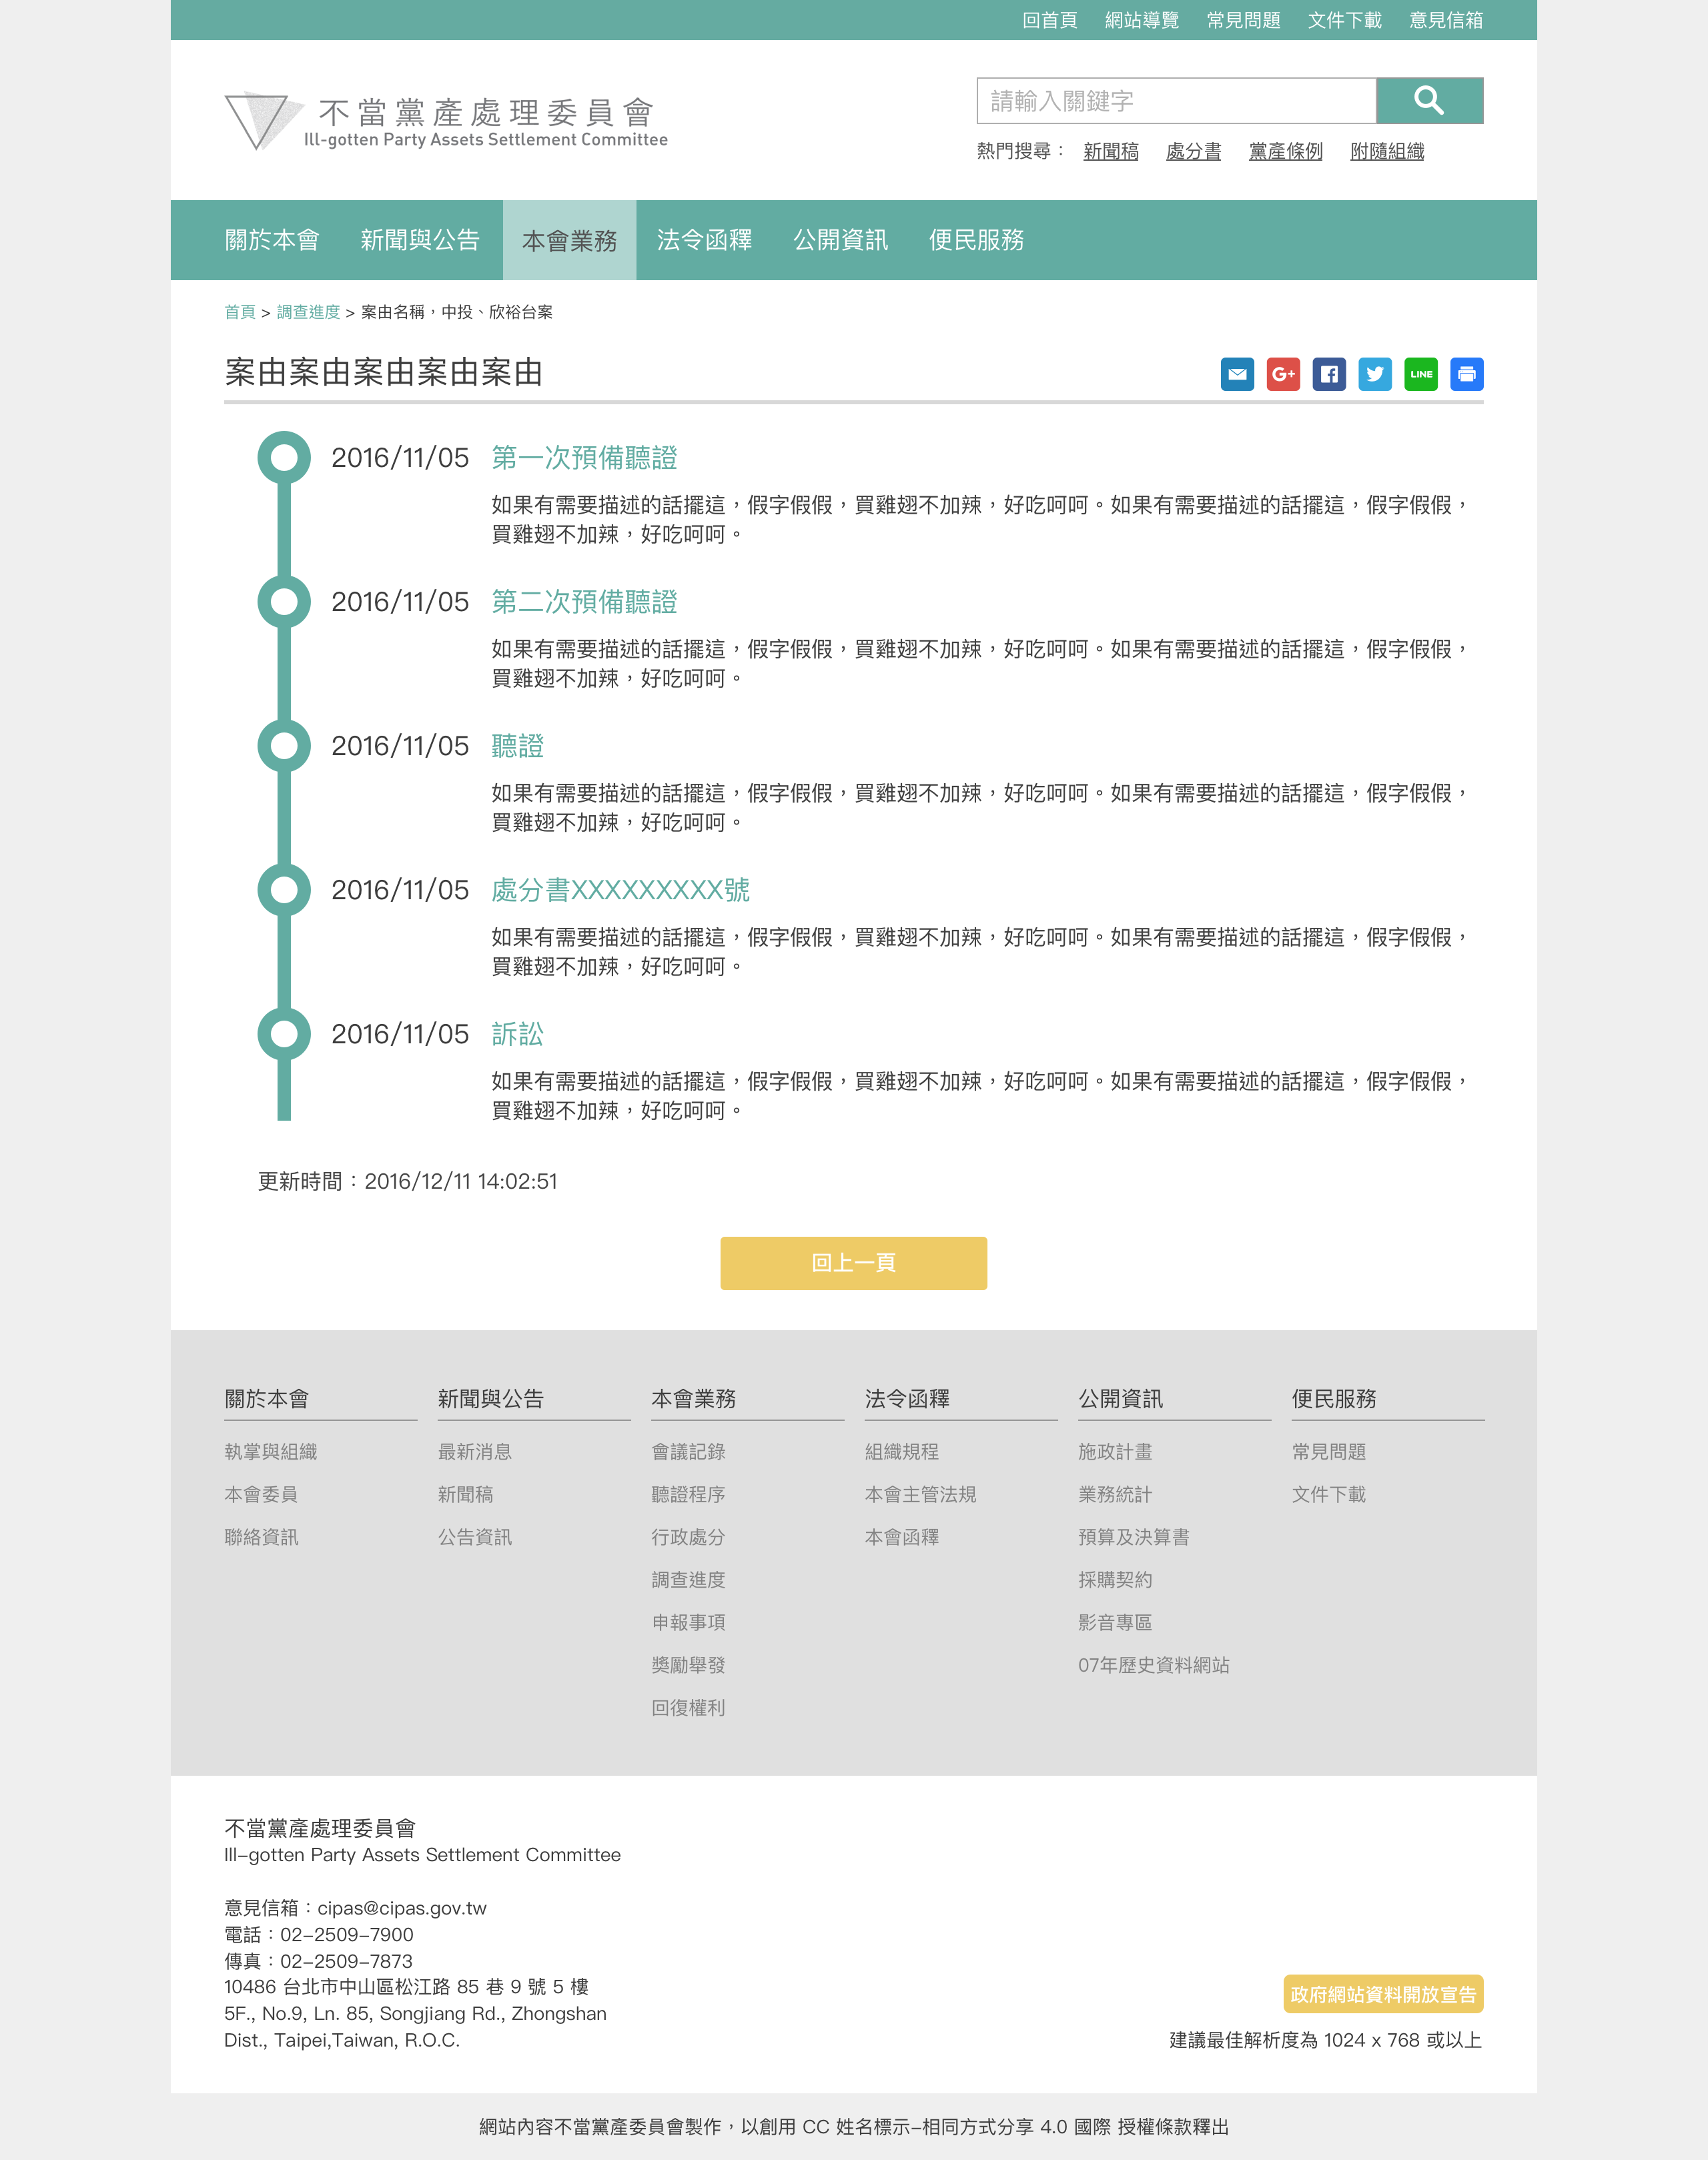 回首頁 網站導覽 常見問題 文件下載 意見信箱
不當黨產處理委員會
Ill-gotten Party Assets Settlement Committee
請輸入關鍵字
熱門搜尋： 新聞稿 處分書 黨產條例 附隨組織
關於本會 新聞與公告 本會業務 法令函釋 公開資訊 便民服務
首頁 > 調查進度 > 案由名稱，中投、欣裕台案
案由案由案由案由案由
G+ LINE
2016/11/05 第一次預備聽證
如果有需要描述的話擺這，假字假假，買雞翅不加辣，好吃呵呵。如果有需要描述的話擺這，假字假假，
買雞翅不加辣，好吃呵呵。
2016/11/05 第二次預備聽證
如果有需要描述的話擺這，假字假假，買雞翅不加辣，好吃呵呵。如果有需要描述的話擺這，假字假假，
買雞翅不加辣，好吃呵呵。
2016/11/05 聽證
如果有需要描述的話擺這，假字假假，買雞翅不加辣，好吃呵呵。如果有需要描述的話擺這，假字假假，
買雞翅不加辣，好吃呵呵。
2016/11/05 處分書XXXXXXXXX號
如果有需要描述的話擺這，假字假假，買雞翅不加辣，好吃呵呵。如果有需要描述的話擺這，假字假假，
買雞翅不加辣，好吃呵呵。
2016/11/05 訴訟
如果有需要描述的話擺這，假字假假，買雞翅不加辣，好吃呵呵。如果有需要描述的話擺這，假字假假，
買雞翅不加辣，好吃呵呵。
更新時間：2016/12/11 14:02:51
回上一頁
關於本會 新聞與公告 本會業務 法令函釋 公開資訊 便民服務
執掌與組織 最新消息 會議記錄 組織規程 施政計畫 常見問題
本會委員 新聞稿 聽證程序 本會主管法規 業務統計 文件下載
聯絡資訊 公告資訊 行政處分 本會函釋 預算及決算書
調查進度 採購契約
申報事項 影音專區
獎勵舉發 07年歷史資料網站
回復權利
不當黨產處理委員會
Ill-gotten Party Assets Settlement Committee
意見信箱：cipas@cipas.gov.tw
電話：02-2509-7900
傳真：02-2509-7873
10486 台北市中山區松江路 85 巷 9 號 5 樓
5F., No.9, Ln. 85, Songjiang Rd., Zhongshan
Dist., Taipei,Taiwan, R.O.C.
政府網站資料開放宣告
建議最佳解析度為 1024 x 768 或以上
網站內容不當黨產委員會製作，以創用 CC 姓名標示-相同方式分享 4.0 國際 授權條款釋出